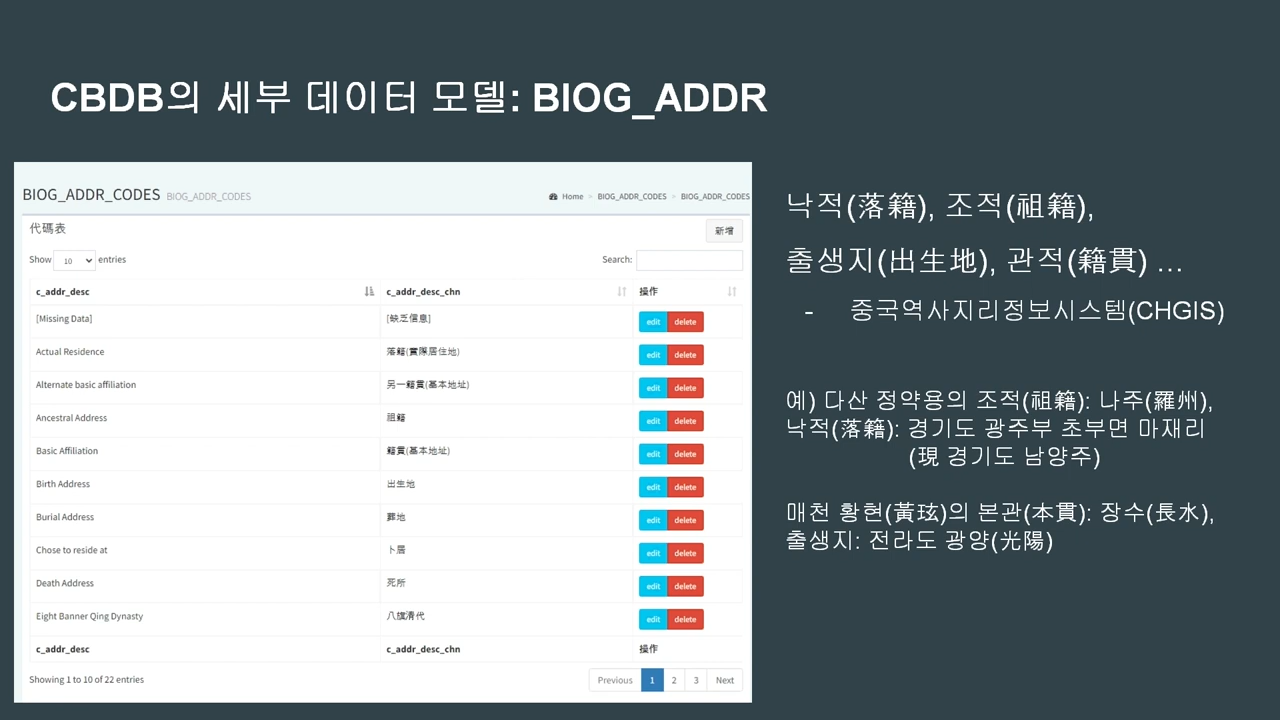 CBDB의 세부 데이터 모델: BIOG_ADDR
BIOG_ADDR_CODES BIOG_ADDR_CODES
Home » BIOG_ADDR_CODES » BIOG_ADDR_CODES
代碼表
新增
Show 10 entries
Search:
c_addr_desc c_addr_desc_chn 操作
[Missing Data] [缺乏信息] edit delete
Actual Residence 落籍(實際居住地) edit delete
Alternate basic affiliation 另一籍貫(基本地址) edit delete
Ancestral Address 祖籍 edit delete
Basic Affiliation 籍貫(基本地址) edit delete
Birth Address 出生地 edit delete
Burial Address 葬地 edit delete
Chose to reside at 卜居 edit delete
Death Address 死所 edit delete
Eight Banner Qing Dynasty 八旗清代 edit delete
c_addr_desc c_addr_desc_chn 操作
Showing 1 to 10 of 22 entries
Previous 1 2 3 Next
낙적(落籍), 조적(祖籍),
출생지(出生地), 관적(籍貫) ...
- 중국역사지리정보시스템(CHGIS)
예) 다산 정약용의 조적(祖籍): 나주(羅州),
낙적(落籍): 경기도 광주부 초부면 마재리
(現 경기도 남양주)
매천 황현(黃玹)의 본관(本貫): 장수(長水),
출생지: 전라도 광양(光陽)